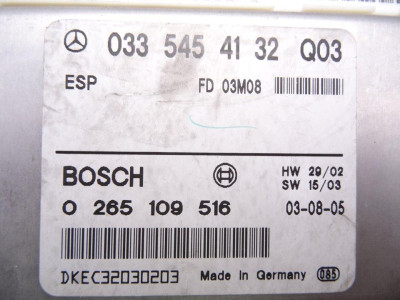 033 545 41 32 Q03
ESP FD 03M08
BOSCH HW 29/02
SW 15/03
0 265 109 516 03-08-05
DKEC32030203 Made in Germany 085